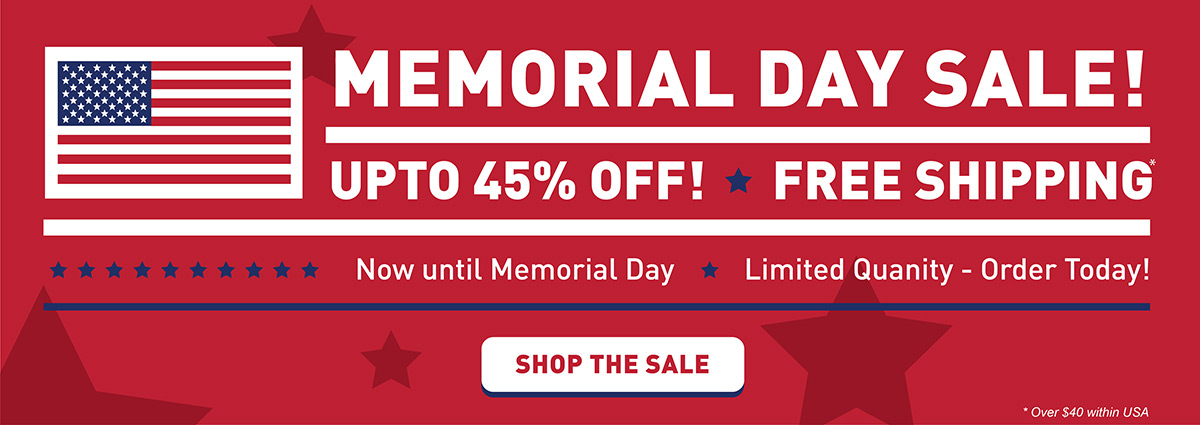 MEMORIAL DAY SALE!
UPTO 45% OFF! ★ FREE SHIPPING*
Now until Memorial Day ★ Limited Quanity - Order Today!
SHOP THE SALE
* Over $40 within USA